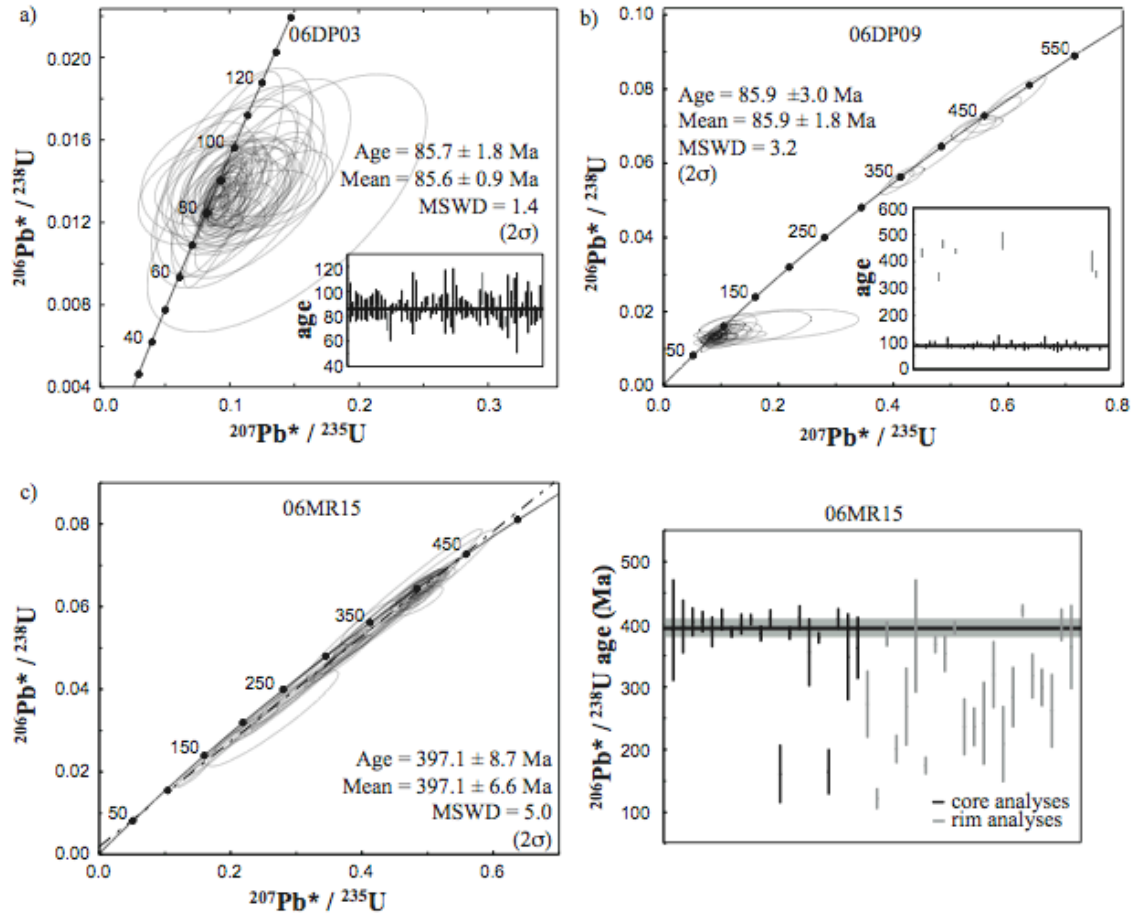 a)
06DP03
0.020
0.016
0.012
0.008
0.004
²⁰⁶Pb* / ²³⁸U
120
100
80
60
40
Age = 85.7 ± 1.8 Ma
Mean = 85.6 ± 0.9 Ma
MSWD = 1.4
(2σ)
age
120
100
80
60
40
0.0
0.1
0.2
0.3
²⁰⁷Pb* / ²³⁵U
b)
06DP09
0.10
0.08
0.06
0.04
0.02
0.00
²⁰⁶Pb* / ²³⁸U
550
450
350
250
150
50
Age = 85.9 ±3.0 Ma
Mean = 85.9 ± 1.8 Ma
MSWD = 3.2
(2σ)
age
600
500
400
300
200
100
0
0.0
0.2
0.4
0.6
0.8
²⁰⁷Pb* / ²³⁵U
c)
06MR15
0.08
0.06
0.04
0.02
0.00
²⁰⁶Pb* / ²³⁸U
450
350
250
150
50
Age = 397.1 ± 8.7 Ma
Mean = 397.1 ± 6.6 Ma
MSWD = 5.0
(2σ)
0.0
0.2
0.4
0.6
²⁰⁷Pb* / ²³⁵U
06MR15
500
400
300
200
100
²⁰⁶Pb* / ²³⁸U age (Ma)
core analyses
rim analyses